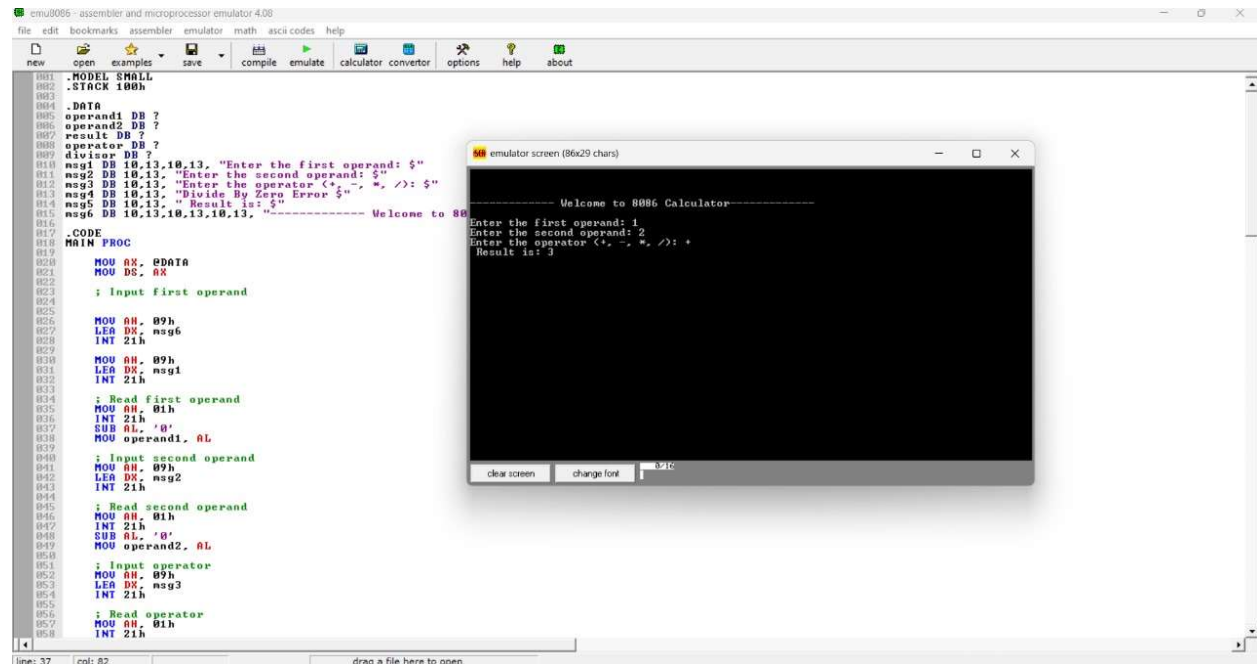 emu8086 - assembler and microprocessor emulator 4.08
file edit bookmarks assembler emulator math ascii codes help
new open examples save compile emulate calculator convertor options help about
001 .MODEL SMALL
002 .STACK 100h
003
004 .DATA
005 operand1 DB ?
006 operand2 DB ?
007 result DB ?
008 operator DB ?
009 divisor DB ?
010 msg1 DB 10,13,10,13, "Enter the first operand: $"
011 msg2 DB 10,13, "Enter the second operand: $"
012 msg3 DB 10,13, "Enter the operator (+, -, *, /): $"
013 msg4 DB 10,13, "Divide By Zero Error $"
014 msg5 DB 10,13, " Result is: $"
015 msg6 DB 10,13,10,13,10,13, "------------- Welcome to 80
016
017 .CODE
018 MAIN PROC
019
020 MOV AX, @DATA
021 MOV DS, AX
022
023 ; Input first operand
024
025
026 MOV AH, 09h
027 LEA DX, msg6
028 INT 21h
029
030 MOV AH, 09h
031 LEA DX, msg1
032 INT 21h
033
034 ; Read first operand
035 MOV AH, 01h
036 INT 21h
037 SUB AL, '0'
038 MOV operand1, AL
039
040 ; Input second operand
041 MOV AH, 09h
042 LEA DX, msg2
043 INT 21h
044
045 ; Read second operand
046 MOV AH, 01h
047 INT 21h
048 SUB AL, '0'
049 MOV operand2, AL
050
051 ; Input operator
052 MOV AH, 09h
053 LEA DX, msg3
054 INT 21h
055
056 ; Read operator
057 MOV AH, 01h
058 INT 21h
emulator screen (86x29 chars)
------------- Welcome to 8086 Calculator-------------
Enter the first operand: 1
Enter the second operand: 2
Enter the operator (+, -, *, /): +
Result is: 3
clear screen change font 0/16
line: 37 col: 82 drag a file here to open